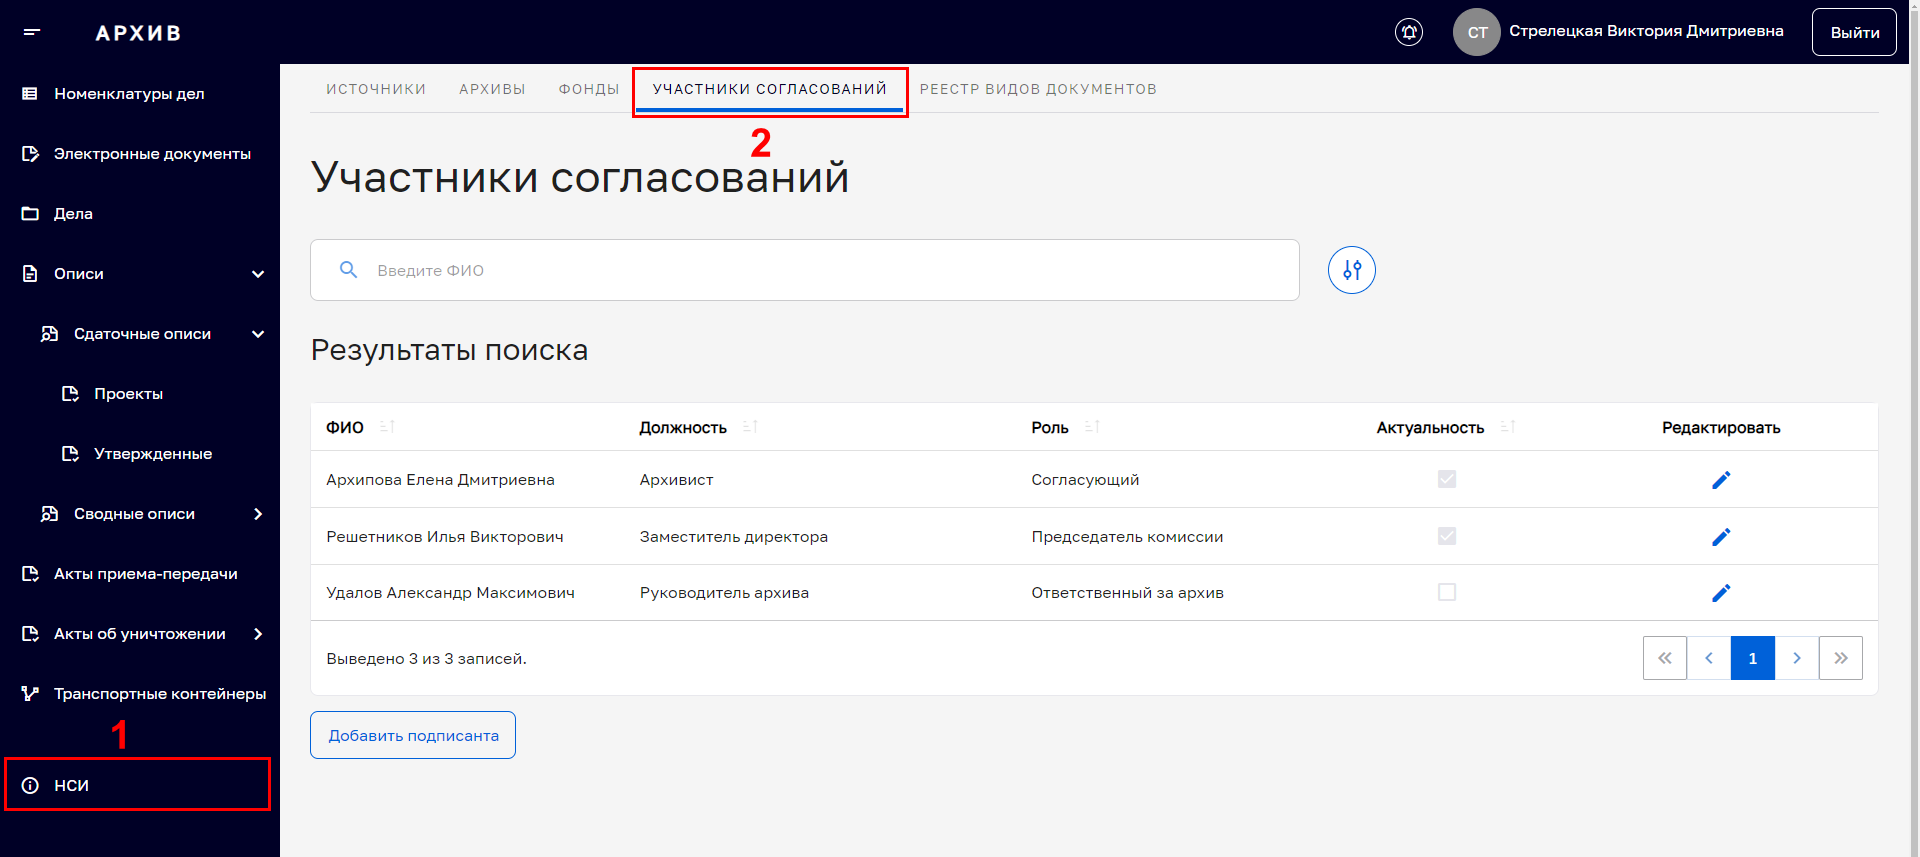 АРХИВ
СТ
Стрелецкая Виктория Дмитриевна
Выйти
Номенклатуры дел
Электронные документы
Дела
Описи
Сдаточные описи
Проекты
Утвержденные
Сводные описи
Акты приема-передачи
Акты об уничтожении
Транспортные контейнеры
1
НСИ
ИСТОЧНИКИ АРХИВЫ ФОНДЫ УЧАСТНИКИ СОГЛАСОВАНИЙ РЕЕСТР ВИДОВ ДОКУМЕНТОВ
2
Участники согласований
Введите ФИО
Результаты поиска
ФИО Должность Роль Актуальность Редактировать
Архипова Елена Дмитриевна Архивист Согласующий
Решетников Илья Викторович Заместитель директора Председатель комиссии
Удалов Александр Максимович Руководитель архива Ответственный за архив
Выведено 3 из 3 записей.
1
Добавить подписанта